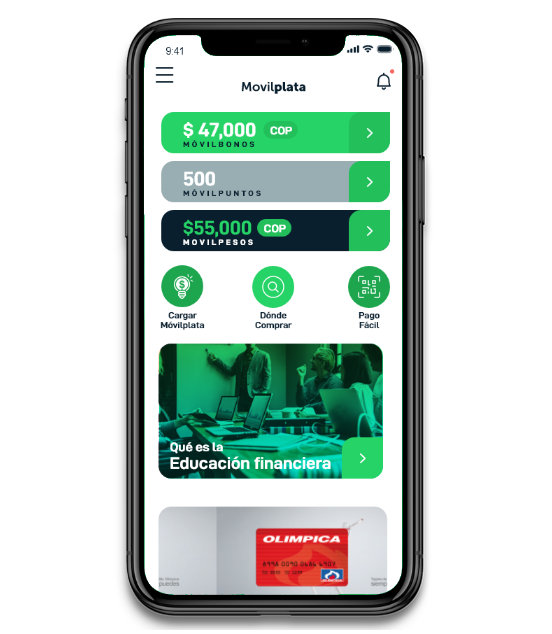 9:41
Movilplata
$ 47,000 COP
MÓVILBONOS
500
MÓVILPUNTOS
$55,000 COP
MOVILPESOS
Cargar
Móvilplata
Dónde
Comprar
Pago
Fácil
Qué es la
Educación financiera
OLIMPICA
puedes